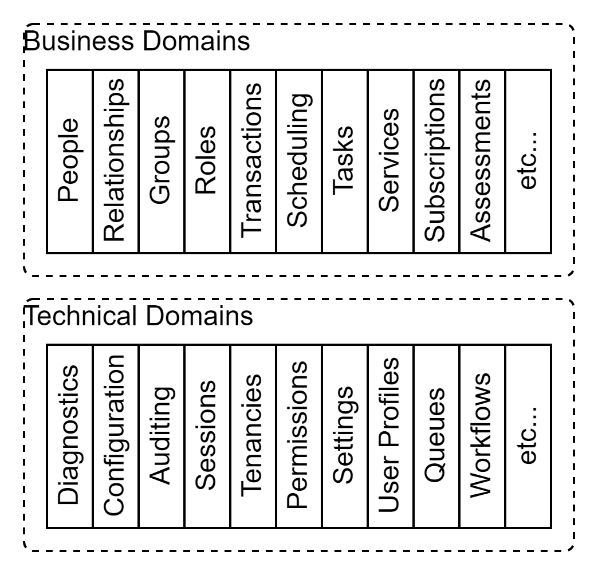 Business Domains
People
Relationships
Groups
Roles
Transactions
Scheduling
Tasks
Services
Subscriptions
Assessments
etc...
Technical Domains
Diagnostics
Configuration
Auditing
Sessions
Tenancies
Permissions
Settings
User Profiles
Queues
Workflows
etc...